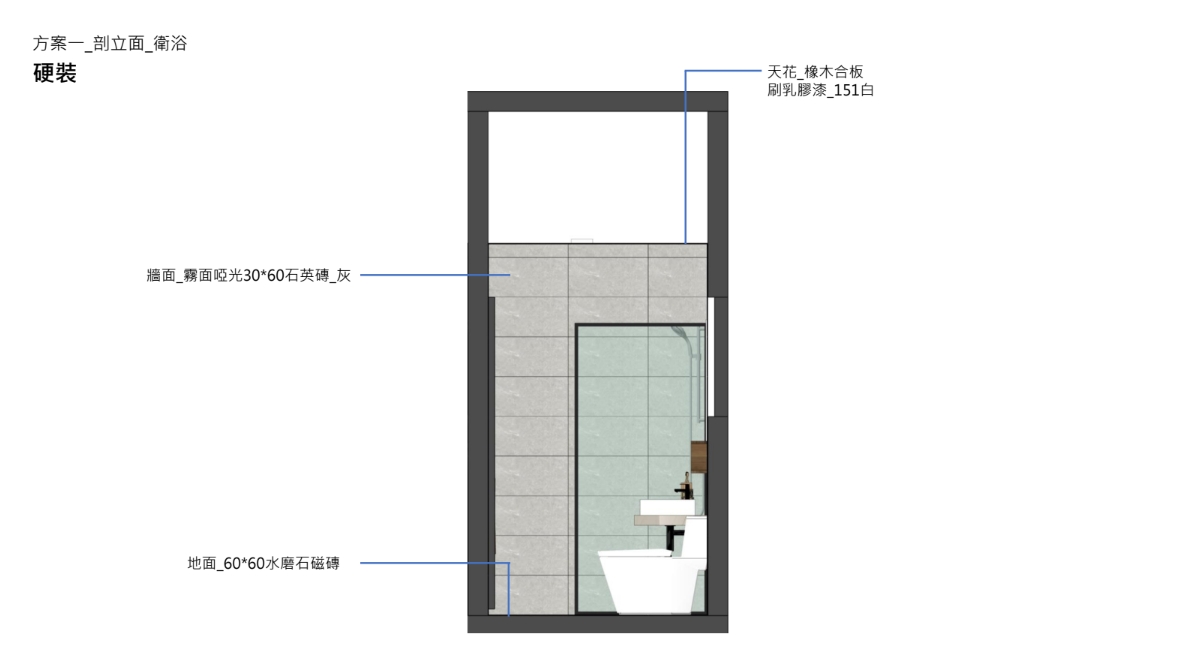 方案一_剖立面_衛浴
硬裝
天花_橡木合板
刷乳膠漆_151白
牆面_霧面啞光30*60石英磚_灰
地面_60*60水磨石磁磚